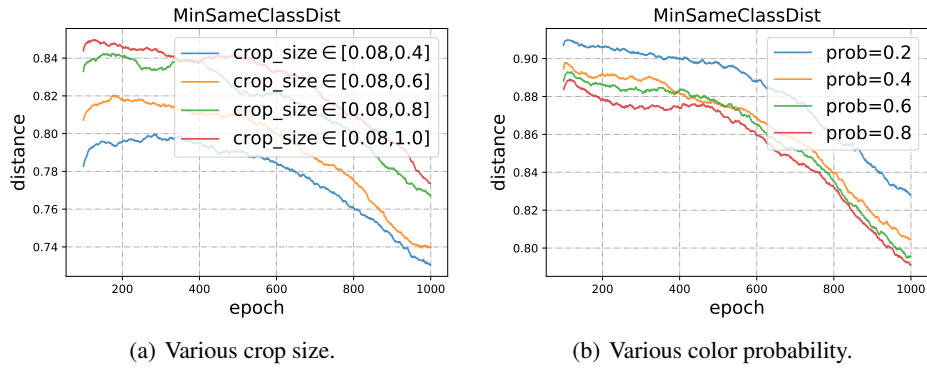 MinSameClassDist
0.84
0.82
0.80
0.78
0.76
0.74
distance
200
400
600
800
1000
epoch
crop_size∈[0.08,0.4]
crop_size∈[0.08,0.6]
crop_size∈[0.08,0.8]
crop_size∈[0.08,1.0]
(a) Various crop size.
MinSameClassDist
0.90
0.88
0.86
0.84
0.82
0.80
distance
200
400
600
800
1000
epoch
prob=0.2
prob=0.4
prob=0.6
prob=0.8
(b) Various color probability.